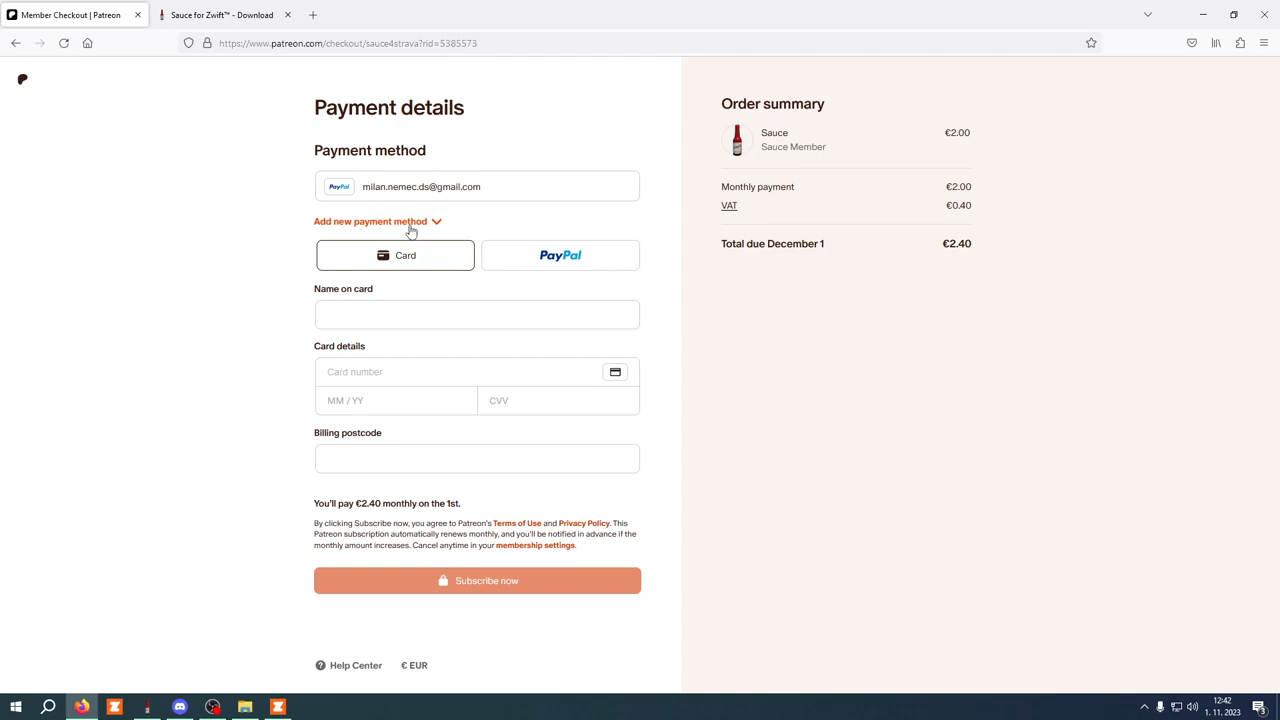 Member Checkout | Patreon
Sauce for Zwift™ - Download
https://www.patreon.com/checkout/sauce4strava?rid=5385573
Payment details
Payment method
PayPal milan.nemec.ds@gmail.com
Add new payment method
Card
PayPal
Name on card
Card details
Card number
MM / YY
CVV
Billing postcode
You'll pay €2.40 monthly on the 1st.
By clicking Subscribe now, you agree to Patreon's Terms of Use and Privacy Policy. This
Patreon subscription automatically renews monthly, and you'll be notified in advance if the
monthly amount increases. Cancel anytime in your membership settings.
Subscribe now
Help Center
€ EUR
Order summary
Sauce €2.00
Sauce Member
Monthly payment €2.00
VAT €0.40
Total due December 1 €2.40
12:42
1. 11. 2023
3